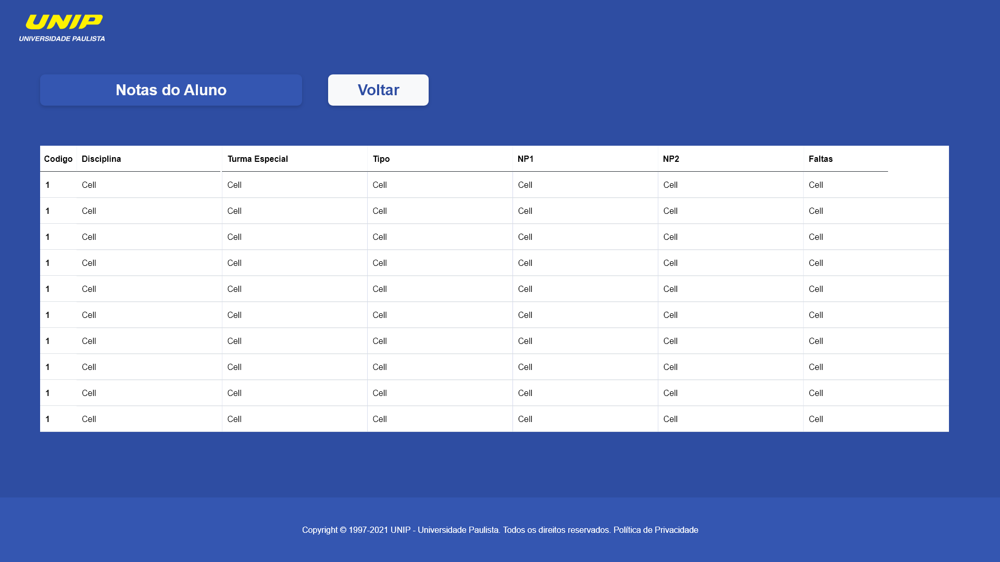 UNIP
UNIVERSIDADE PAULISTA
Notas do Aluno Voltar
Codigo Disciplina Turma Especial Tipo NP1 NP2 Faltas
1 Cell Cell Cell Cell Cell Cell
1 Cell Cell Cell Cell Cell Cell
1 Cell Cell Cell Cell Cell Cell
1 Cell Cell Cell Cell Cell Cell
1 Cell Cell Cell Cell Cell Cell
1 Cell Cell Cell Cell Cell Cell
1 Cell Cell Cell Cell Cell Cell
1 Cell Cell Cell Cell Cell Cell
1 Cell Cell Cell Cell Cell Cell
1 Cell Cell Cell Cell Cell Cell
Copyright © 1997-2021 UNIP - Universidade Paulista. Todos os direitos reservados. Política de Privacidade